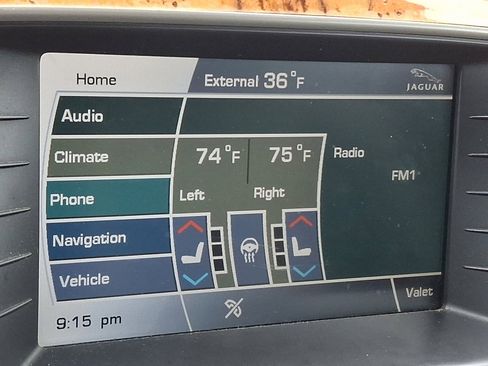 Home
External 36°F
JAGUAR
Audio
Climate
74°F
75°F
Radio
FM1
Phone
Left
Right
Navigation
Vehicle
9:15 pm
Valet